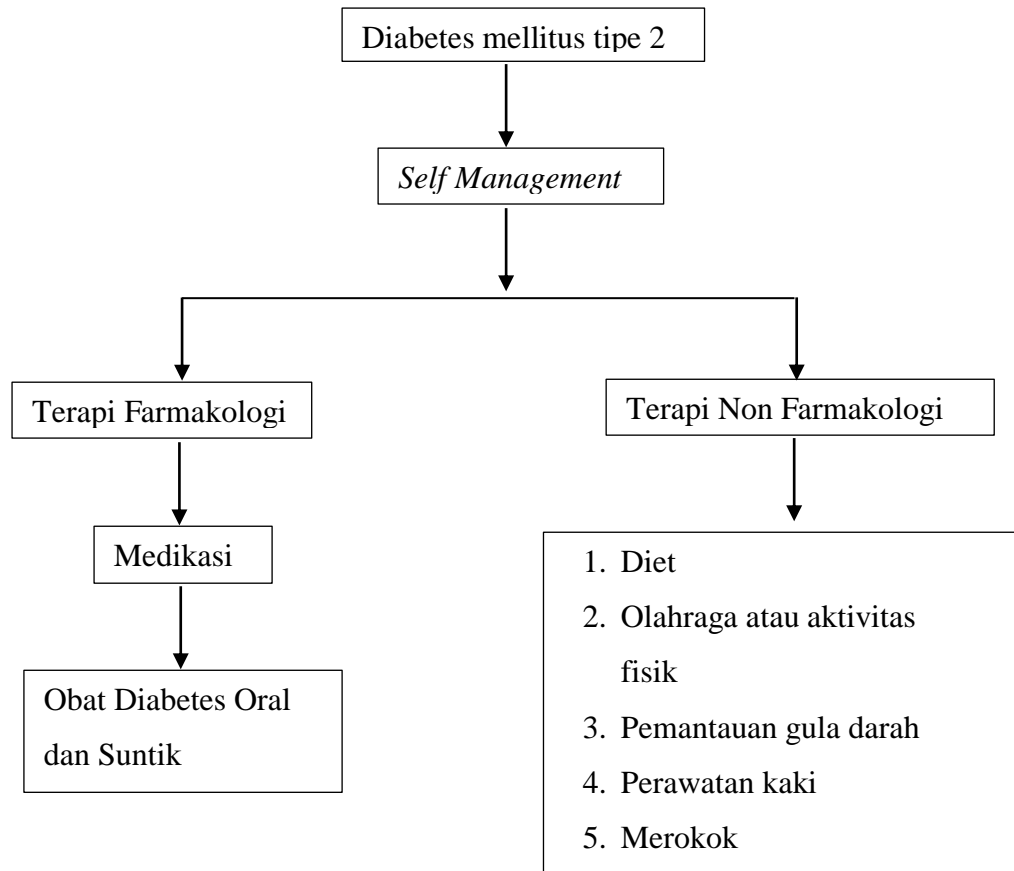 Diabetes mellitus tipe 2
Self Management
Terapi Farmakologi
Terapi Non Farmakologi
Medikasi
Obat Diabetes Oral
dan Suntik
1. Diet
2. Olahraga atau aktivitas
fisik
3. Pemantauan gula darah
4. Perawatan kaki
5. Merokok